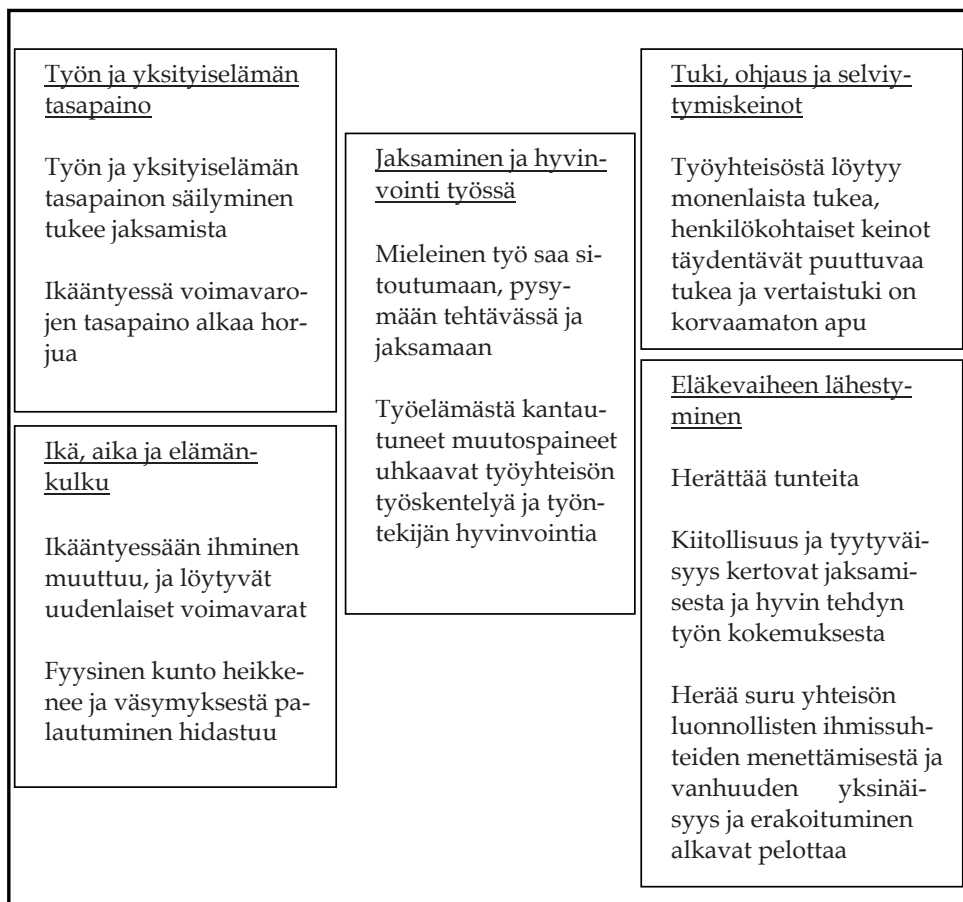 Työn ja yksityiselämän
tasapaino
Työn ja yksityiselämän
tasapainon säilyminen
tukee jaksamista
Ikääntyessä voimavaro-
jen tasapaino alkaa hor-
jua
Ikä, aika ja elämän-
kulku
Ikääntyessään ihminen
muuttuu, ja löytyvät
uudenlaiset voimavarat
Fyysinen kunto heikke-
nee ja väsymyksestä pa-
lautuminen hidastuu
Jaksaminen ja hyvin-
vointi työssä
Mieleinen työ saa si-
toutumaan, pysy-
mään tehtävässä ja
jaksamaan
Työelämästä kantau-
tuneet muutospaineet
uhkaavat työyhteisön
työskentelyä ja työn-
tekijän hyvinvointia
Tuki, ohjaus ja selviy-
tymiskeinot
Työyhteisöstä löytyy
monenlaista tukea,
henkilökohtaiset keinot
täydentävät puuttuvaa
tukea ja vertaistuki on
korvaamaton apu
Eläkevaiheen lähesty-
minen
Herättää tunteita
Kiitollisuus ja tyytyväi-
syys kertovat jaksami-
sesta ja hyvin tehdyn
työn kokemuksesta
Herää suru yhteisön
luonnollisten ihmissuh-
teiden menettämisestä ja
vanhuuden yksinäi-
syys ja erakoituminen
alkavat pelottaa